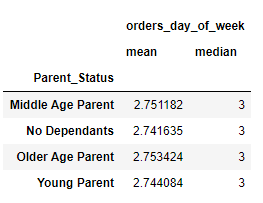 orders_day_of_week
mean median
Parent_Status
Middle Age Parent 2.751182 3
No Dependants 2.741635 3
Older Age Parent 2.753424 3
Young Parent 2.744084 3